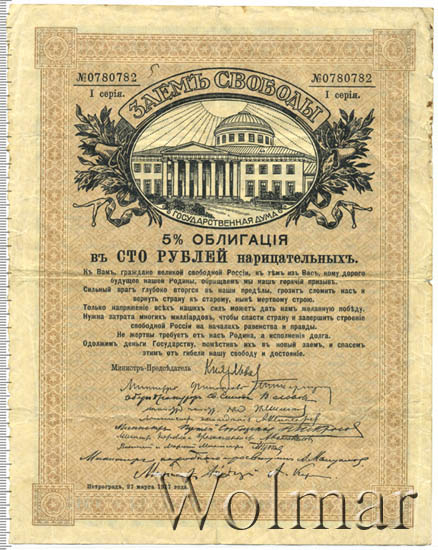 №0780782 №0780782
I серія. I серія.
ЗАЕМЪ СВОБОДЫ
ГОСУДАРСТВЕННАЯ ДУМА
5% ОБЛИГАЦІЯ
въ СТО РУБЛЕЙ нарицательныхъ.
Къ Вамъ, граждане великой свободной Россіи, къ тѣмъ изъ Васъ, кому дорого
будущее нашей Родины, обращаемъ мы нашъ горячій призывъ.
Сильный врагъ глубоко вторгся въ наши предѣлы, грозитъ сломить насъ и
вернуть страну къ старому, нынѣ мертвому строю.
Только напряженіе всѣхъ нашихъ силъ можетъ дать намъ желанную побѣду.
Нужна затрата многихъ милліардовъ, чтобы спасти страну и завершить строеніе
свободной Россіи на началахъ равенства и правды.
Не жертвы требуетъ отъ насъ Родина, а исполненія долга.
Одолжимъ деньги Государству, помѣстивъ ихъ въ новый заемъ, и спасемъ
этимъ отъ гибели нашу свободу и достояніе.
Министръ-Предсѣдатель Кн. Львовъ
Министръ Финансовъ
Петроградъ, 27 марта 1917 года.
Wolmar